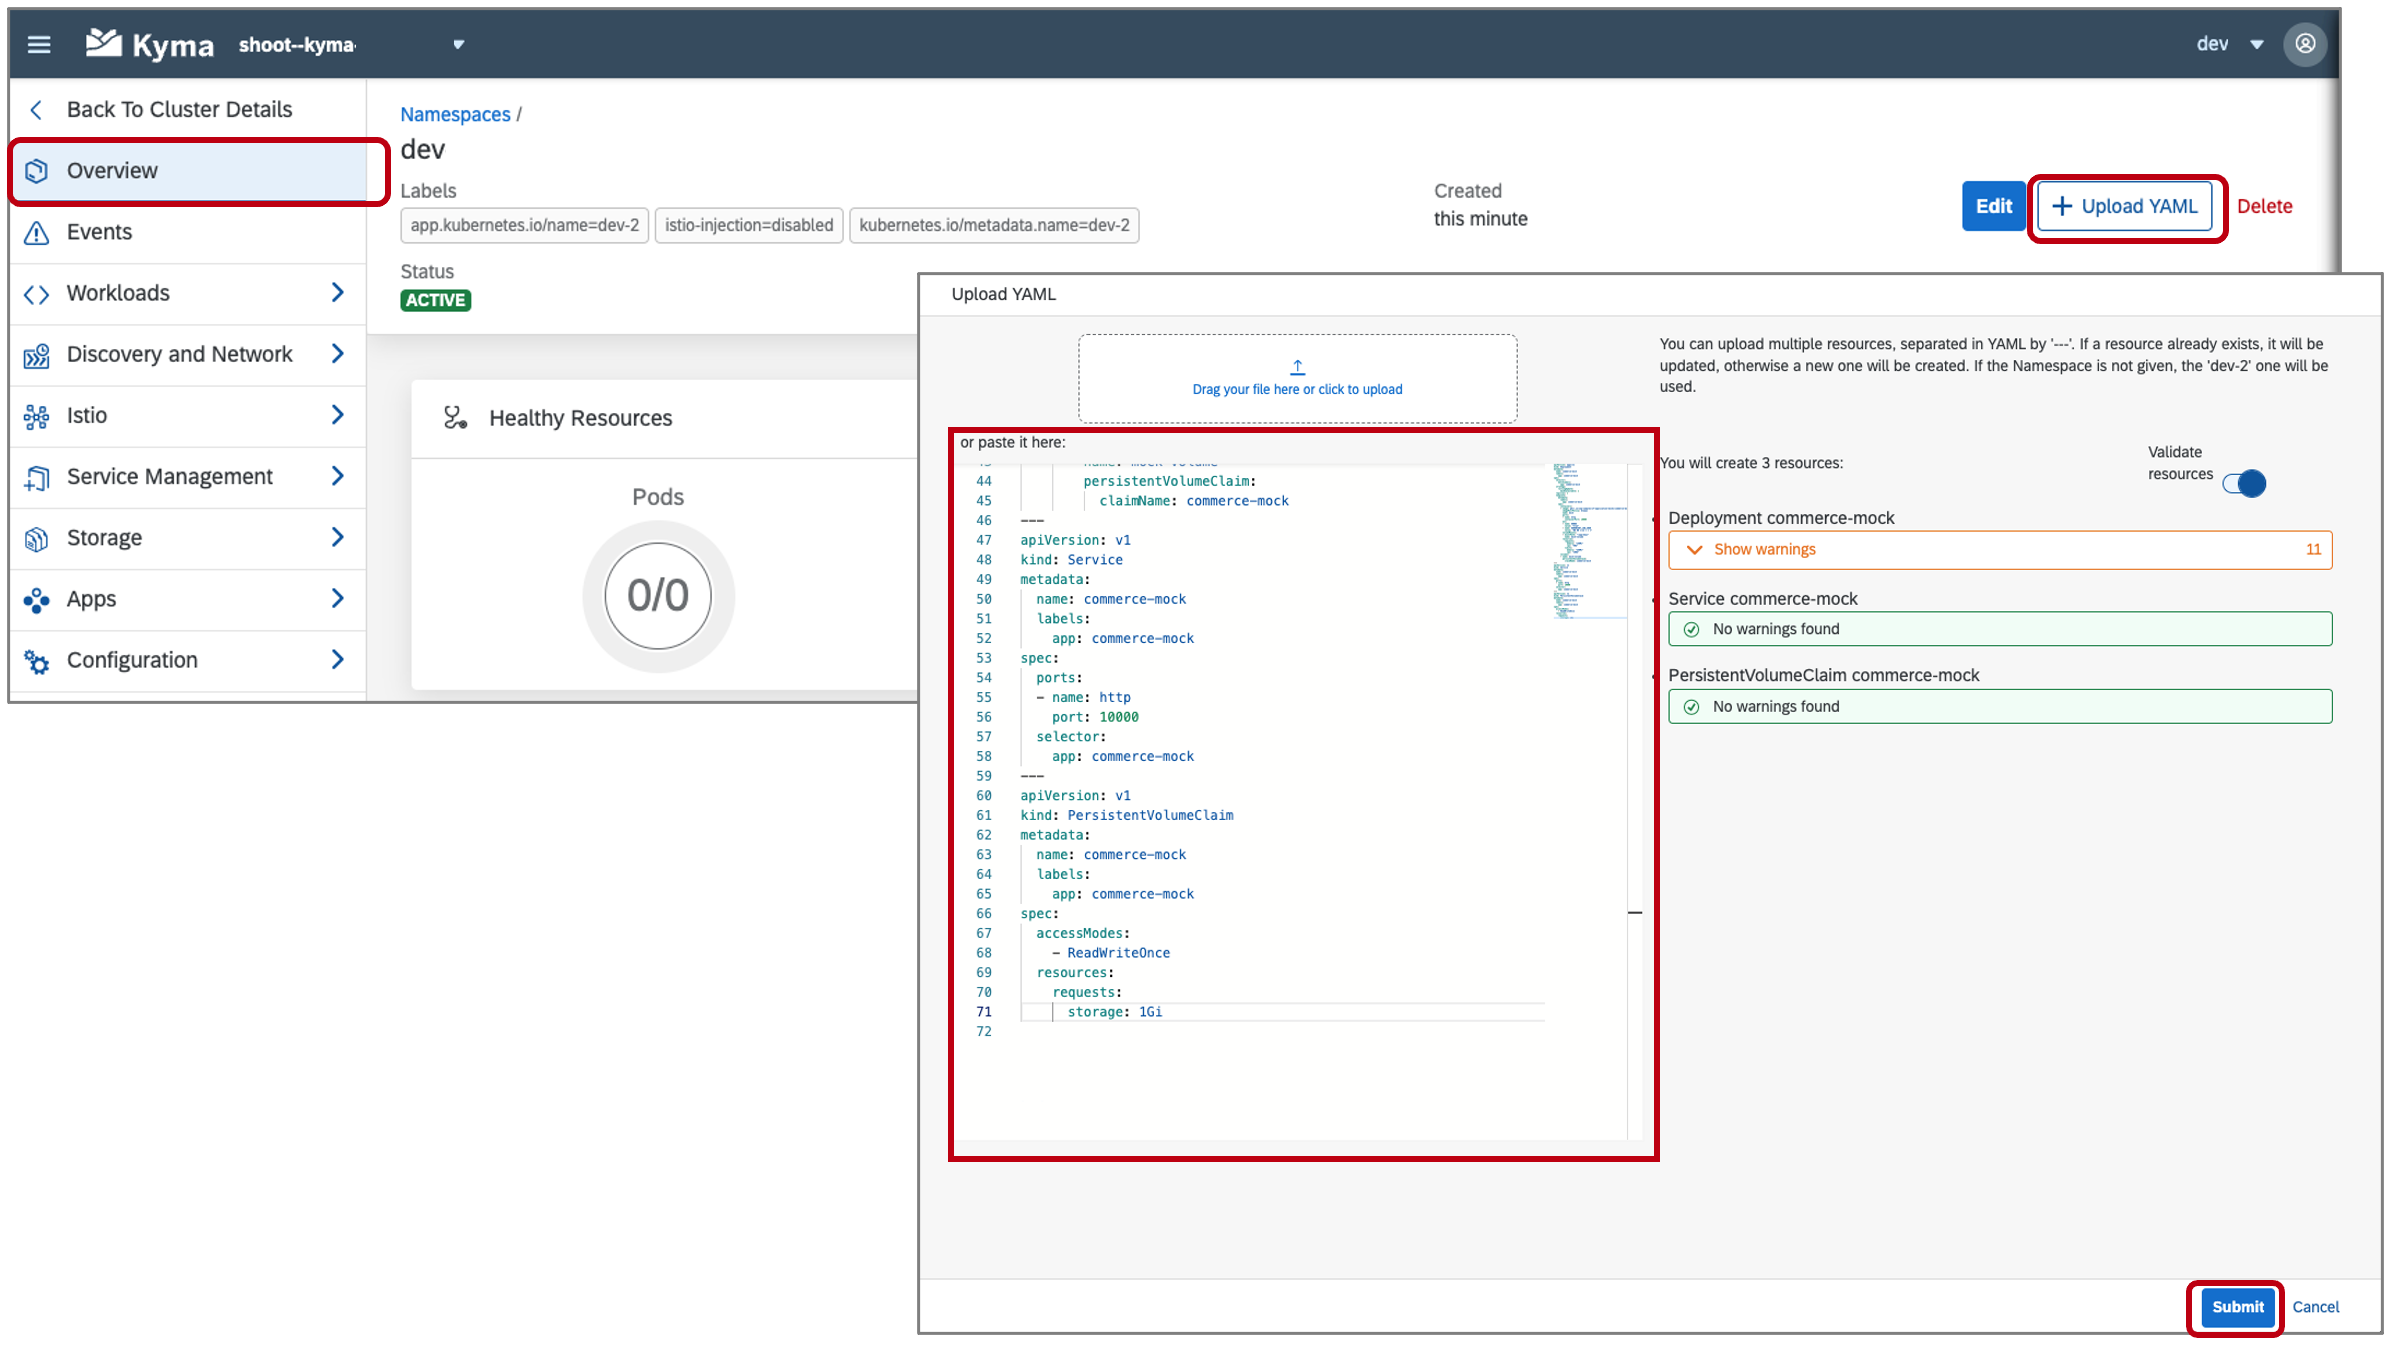 Kyma shoot--kyma-
dev
Back To Cluster Details
Overview
Events
Workloads
Discovery and Network
Istio
Service Management
Storage
Apps
Configuration
Namespaces /
dev
Labels
app.kubernetes.io/name=dev-2 istio-injection=disabled kubernetes.io/metadata.name=dev-2
Created
this minute
Edit + Upload YAML Delete
Status
ACTIVE
Healthy Resources
Pods
0/0
Upload YAML
Drag your file here or click to upload
or paste it here:
44 persistentVolumeClaim:
45 claimName: commerce-mock
46 ---
47 apiVersion: v1
48 kind: Service
49 metadata:
50 name: commerce-mock
51 labels:
52 app: commerce-mock
53 spec:
54 ports:
55 - name: http
56 port: 10000
57 selector:
58 app: commerce-mock
59 ---
60 apiVersion: v1
61 kind: PersistentVolumeClaim
62 metadata:
63 name: commerce-mock
64 labels:
65 app: commerce-mock
66 spec:
67 accessModes:
68 - ReadWriteOnce
69 resources:
70 requests:
71 storage: 1Gi
72
You can upload multiple resources, separated in YAML by '---'. If a resource already exists, it will be
updated, otherwise a new one will be created. If the Namespace is not given, the 'dev-2' one will be
used.
You will create 3 resources:
Validate
resources
Deployment commerce-mock
Show warnings 11
Service commerce-mock
No warnings found
PersistentVolumeClaim commerce-mock
No warnings found
Submit Cancel